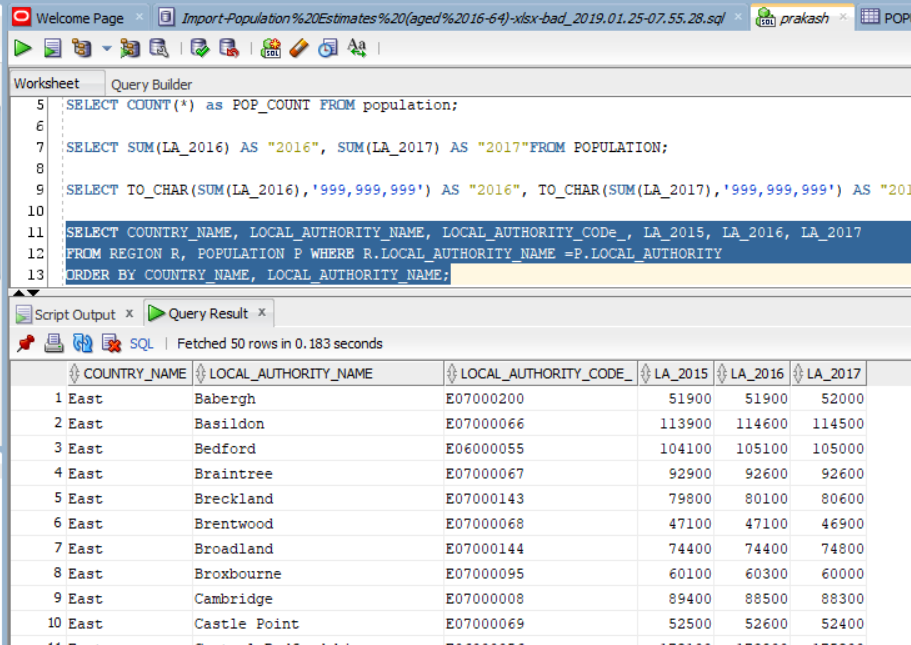 Welcome Page × Import-Population%20Estimates%20(aged%2016-64)-xlsx-bad_2019.01.25-07.55.28.sql × prakash × POP
Worksheet Query Builder
5 SELECT COUNT(*) as POP_COUNT FROM population;
6
7 SELECT SUM(LA_2016) AS "2016", SUM(LA_2017) AS "2017"FROM POPULATION;
8
9 SELECT TO_CHAR(SUM(LA_2016),'999,999,999') AS "2016", TO_CHAR(SUM(LA_2017),'999,999,999') AS "201
10
11 SELECT COUNTRY_NAME, LOCAL_AUTHORITY_NAME, LOCAL_AUTHORITY_CODe_, LA_2015, LA_2016, LA_2017
12 FROM REGION R, POPULATION P WHERE R.LOCAL_AUTHORITY_NAME =P.LOCAL_AUTHORITY
13 ORDER BY COUNTRY_NAME, LOCAL_AUTHORITY_NAME;
Script Output × Query Result ×
SQL | Fetched 50 rows in 0.183 seconds
COUNTRY_NAME LOCAL_AUTHORITY_NAME LOCAL_AUTHORITY_CODE_ LA_2015 LA_2016 LA_2017
1 East Babergh E07000200 51900 51900 52000
2 East Basildon E07000066 113900 114600 114500
3 East Bedford E06000055 104100 105100 105000
4 East Braintree E07000067 92900 92600 92600
5 East Breckland E07000143 79800 80100 80600
6 East Brentwood E07000068 47100 47100 46900
7 East Broadland E07000144 74400 74400 74800
8 East Broxbourne E07000095 60100 60300 60000
9 East Cambridge E07000008 89400 88500 88300
10 East Castle Point E07000069 52500 52600 52400